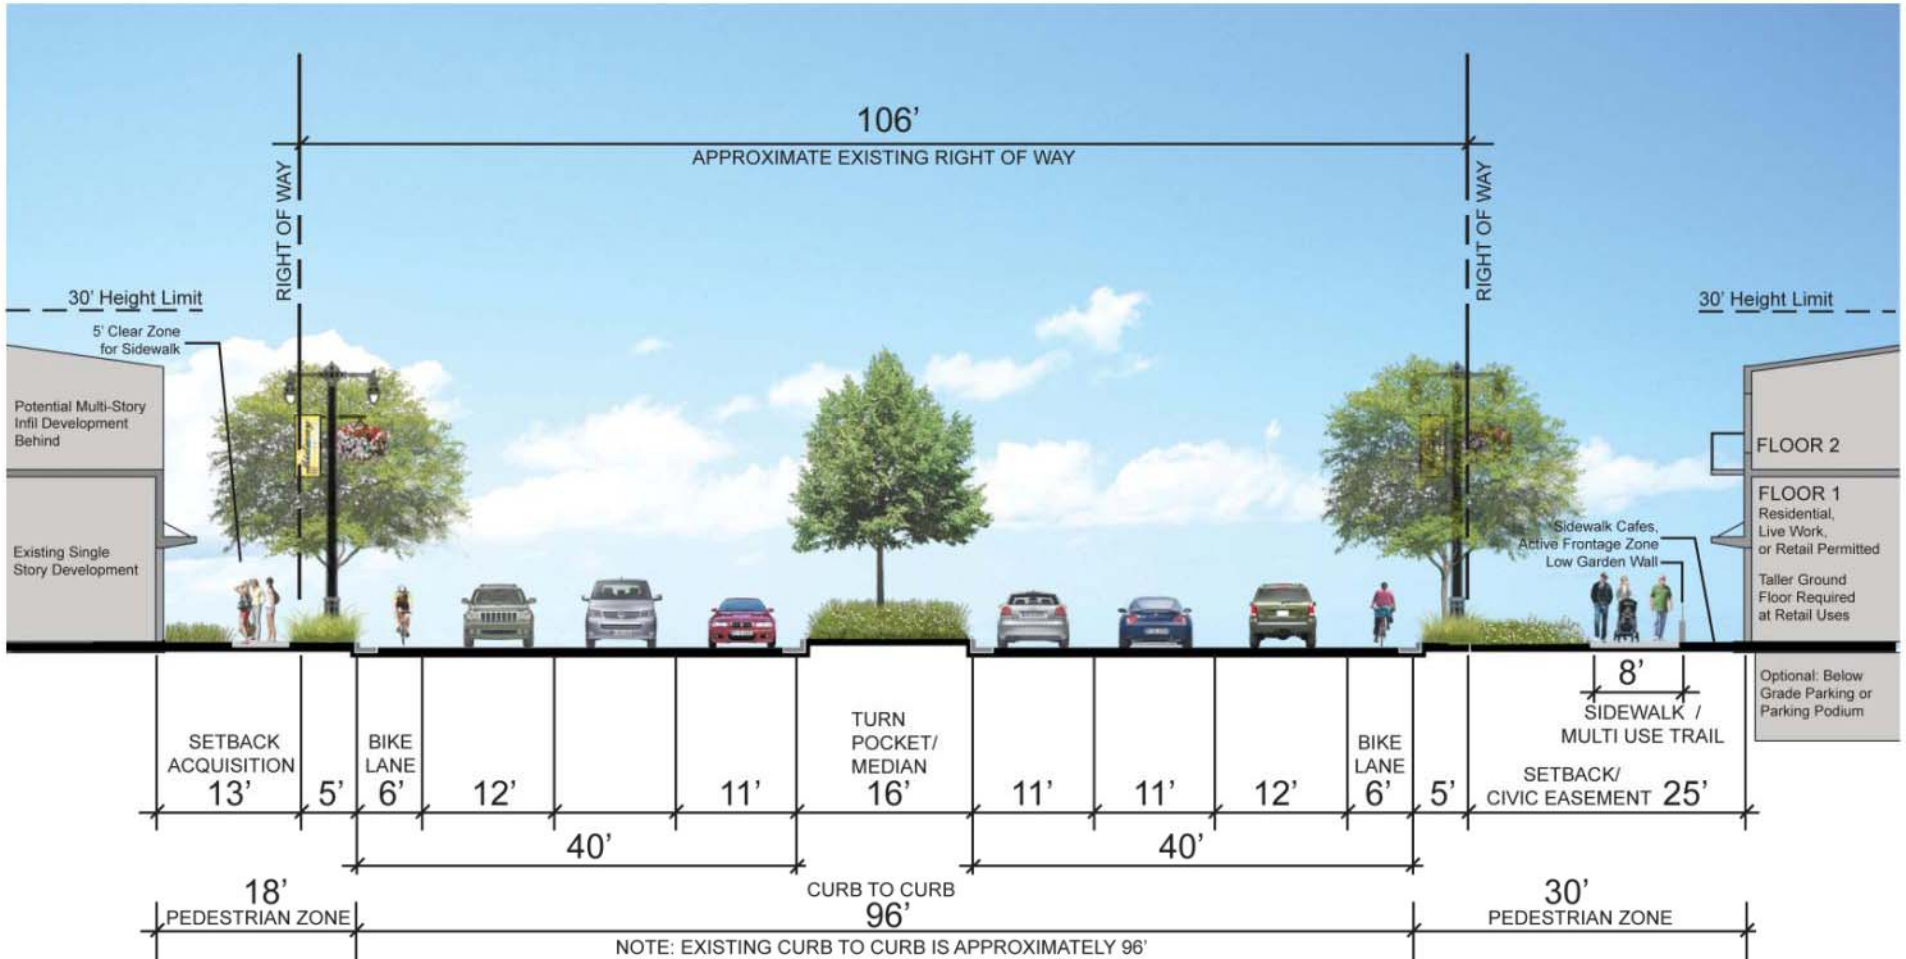 106’
APPROXIMATE EXISTING RIGHT OF WAY
RIGHT OF WAY
RIGHT OF WAY
30’ Height Limit
5’ Clear Zone
for Sidewalk
Potential Multi-Story
Infil Development
Behind
Existing Single
Story Development
30’ Height Limit
FLOOR 2
FLOOR 1
Residential,
Live Work,
or Retail Permitted
Taller Ground
Floor Required
at Retail Uses
Sidewalk Cafes,
Active Frontage Zone
Low Garden Wall
Optional: Below
Grade Parking or
Parking Podium
8’
SIDEWALK /
MULTI USE TRAIL
SETBACK
ACQUISITION
13’
5’
BIKE
LANE
6’
12’
11’
TURN
POCKET/
MEDIAN
16’
11’
11’
12’
BIKE
LANE
6’
5’
SETBACK/
CIVIC EASEMENT 25’
40’
40’
18’
PEDESTRIAN ZONE
CURB TO CURB
96’
NOTE: EXISTING CURB TO CURB IS APPROXIMATELY 96’
30’
PEDESTRIAN ZONE